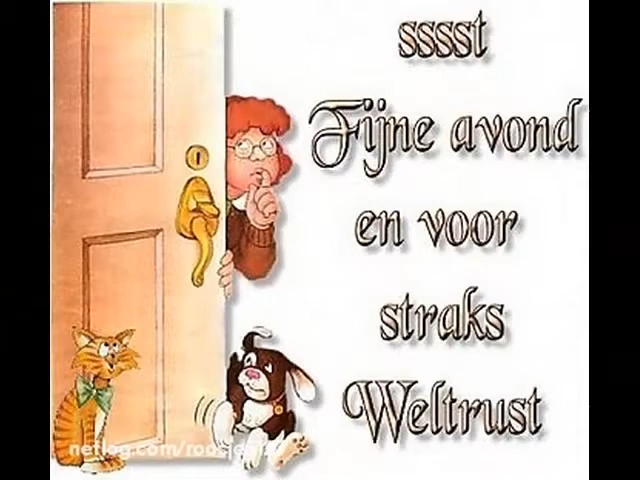 sssst
Fijne avond
en voor
straks
Weltrust